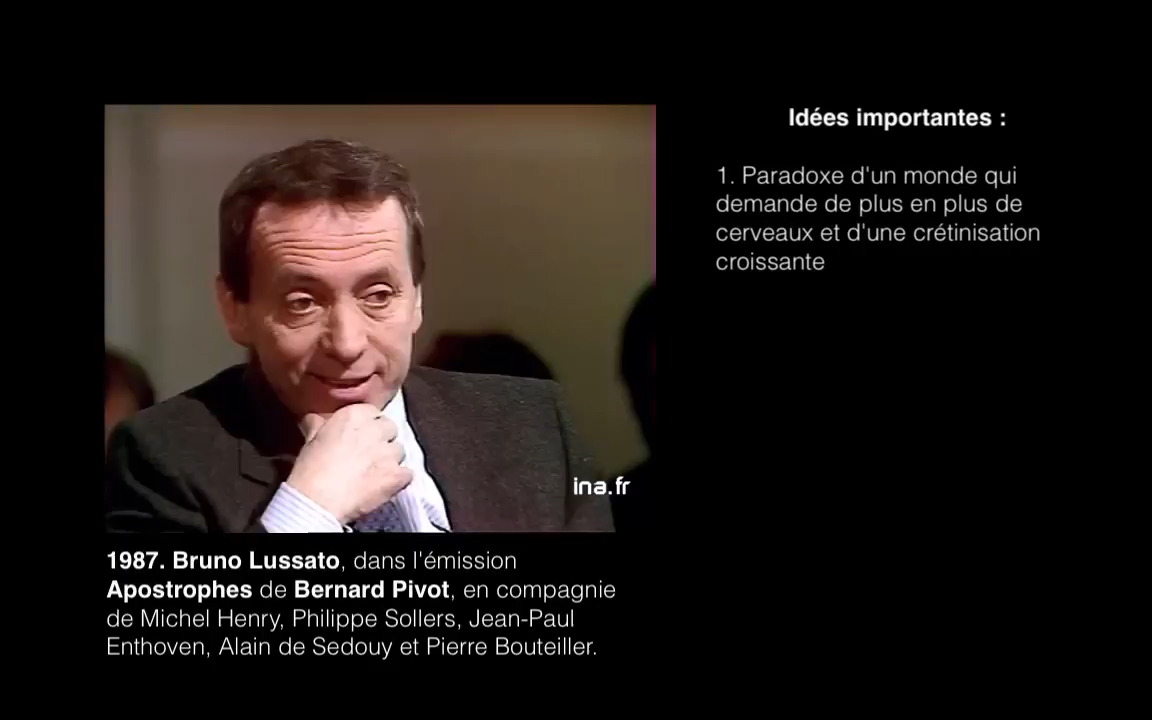 Idées importantes :
1. Paradoxe d'un monde qui
demande de plus en plus de
cerveaux et d'une crétinisation
croissante
ina.fr
1987. Bruno Lussato, dans l'émission
Apostrophes de Bernard Pivot, en compagnie
de Michel Henry, Philippe Sollers, Jean-Paul
Enthoven, Alain de Sedouy et Pierre Bouteiller.